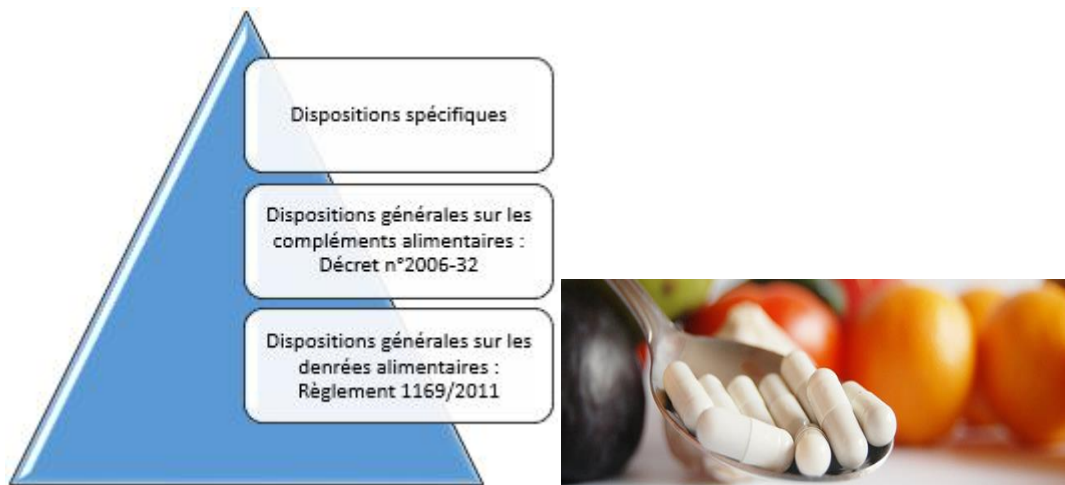 Dispositions spécifiques
Dispositions générales sur les
compléments alimentaires :
Décret n°2006-32
Dispositions générales sur les
denrées alimentaires :
Règlement 1169/2011